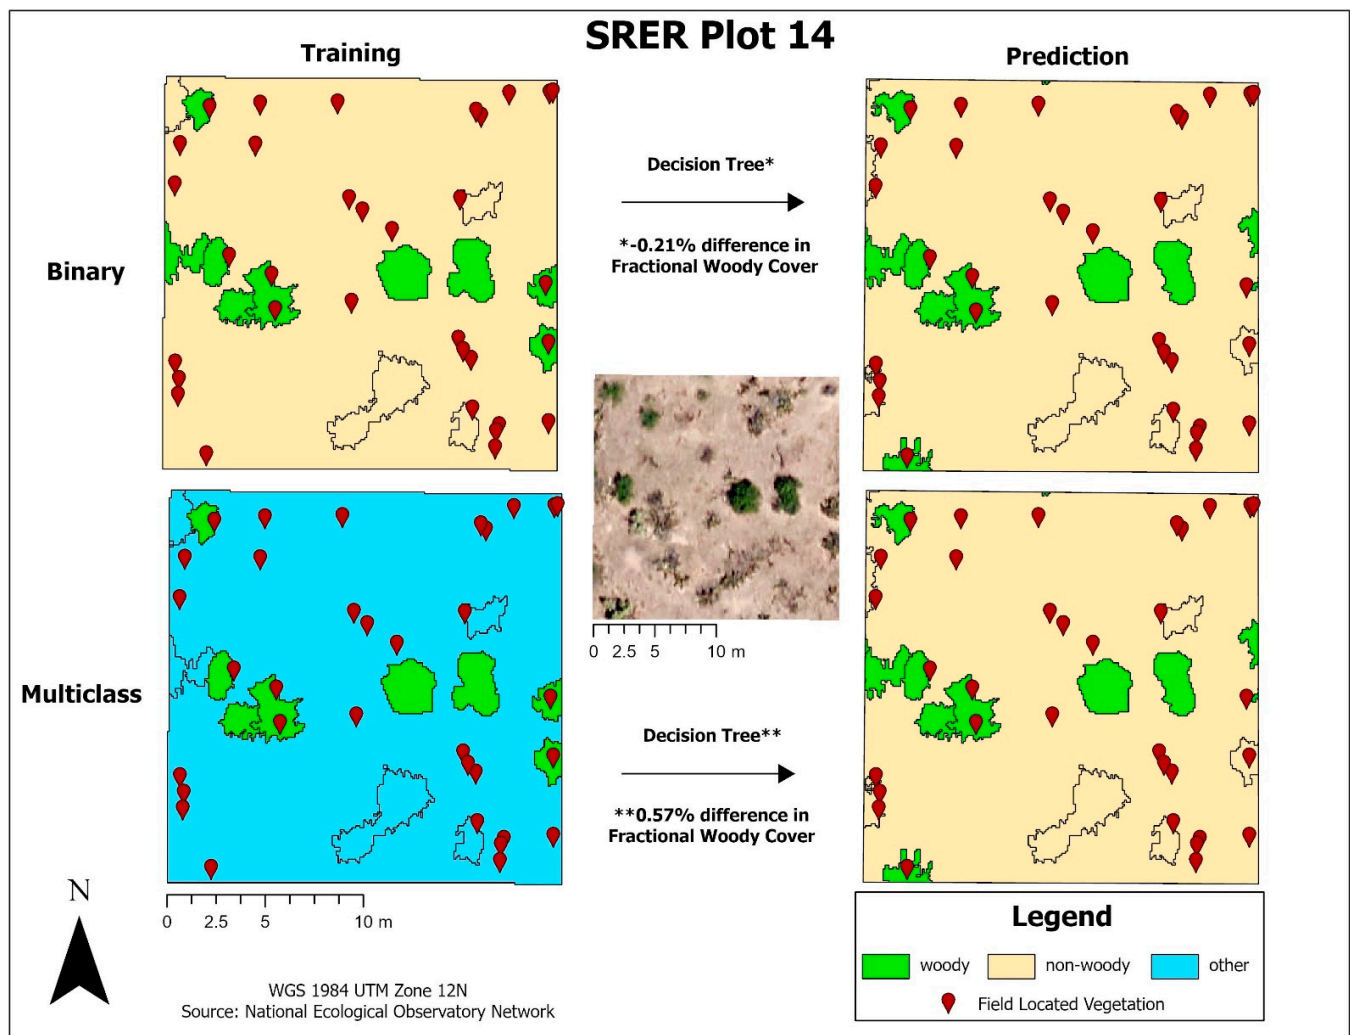 SRER Plot 14
Training
Prediction
Binary
Decision Tree*
*-0.21% difference in
Fractional Woody Cover
0 2.5 5 10 m
Multiclass
Decision Tree**
**0.57% difference in
Fractional Woody Cover
N
0 2.5 5 10 m
WGS 1984 UTM Zone 12N
Source: National Ecological Observatory Network
Legend
woody non-woody other
Field Located Vegetation